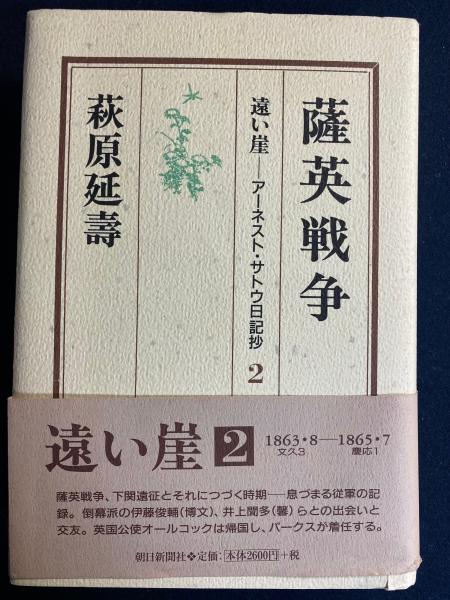 薩英戦争
遠い崖――アーネスト・サトウ日記抄 2
萩原延壽
遠い崖 2
1863・8―1865・7
文久3 慶応1
薩英戦争、下関遠征とそれにつづく時期――息づまる従軍の記
録。倒幕派の伊藤俊輔(博文)、井上聞多(馨)らとの出会いと
交友。英国公使オールコックは帰国し、パークスが着任する。
朝日新聞社❖定価:本体2600円+税